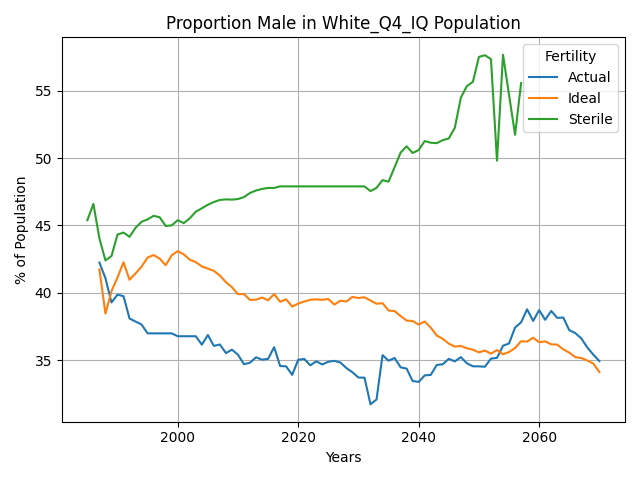 Proportion Male in White_Q4_IQ Population
Fertility
Actual
Ideal
Sterile
% of Population
55
50
45
40
35
2000
2020
2040
2060
Years